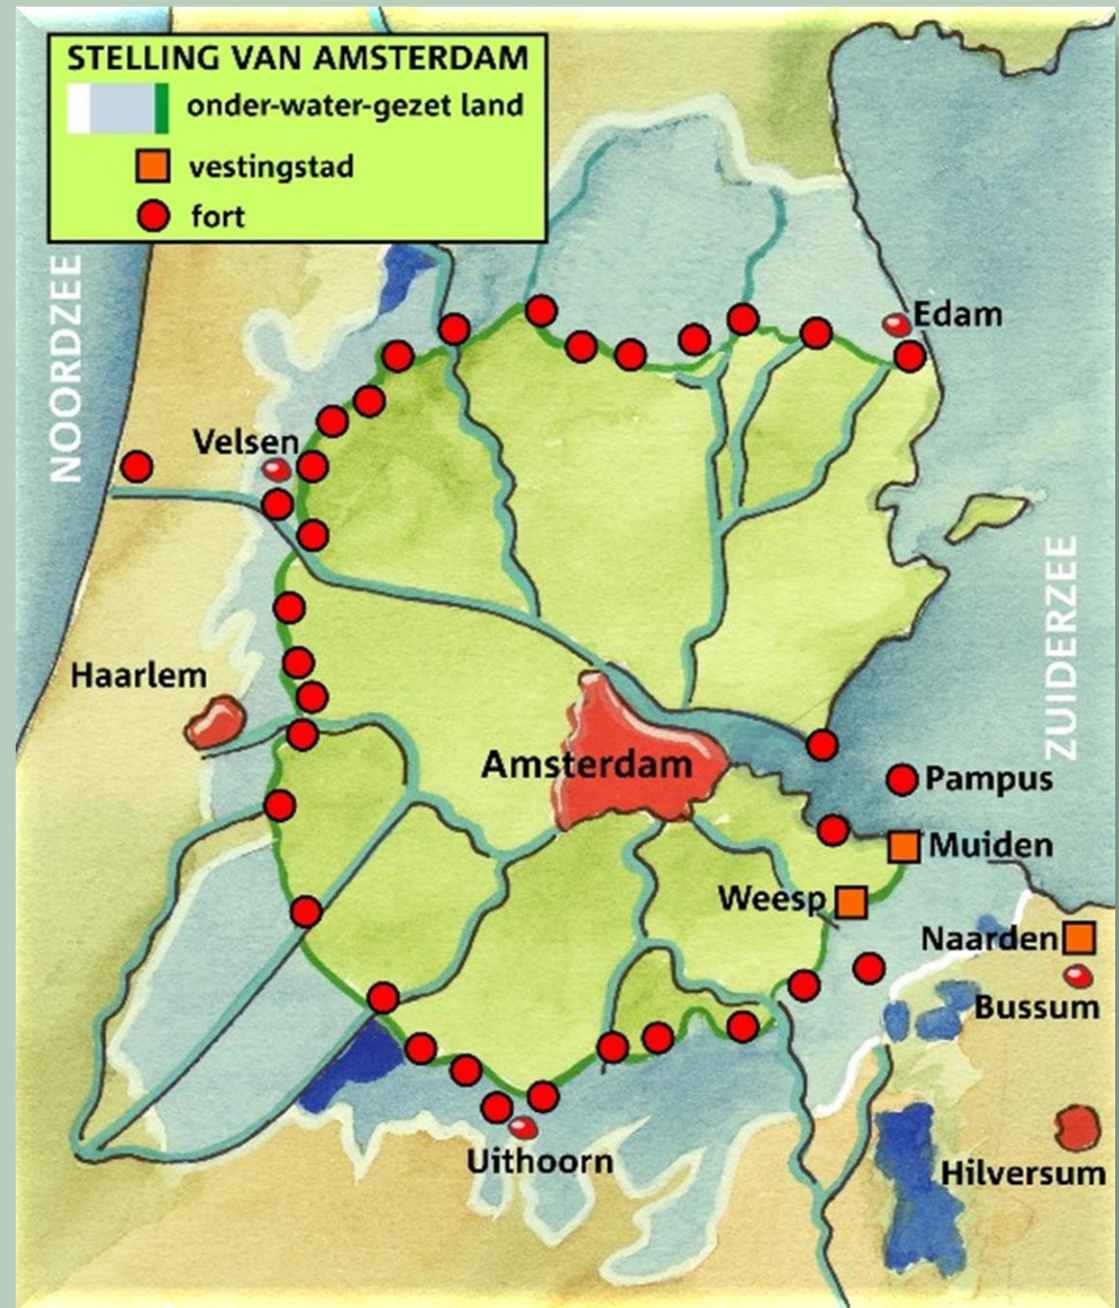 STELLING VAN AMSTERDAM
onder-water-gezet land
vestingstad
fort
NOORDZEE
Edam
Velsen
ZUIDERZEE
Haarlem
Amsterdam
Pampus
Muiden
Weesp
Naarden
Bussum
Uithoorn
Hilversum